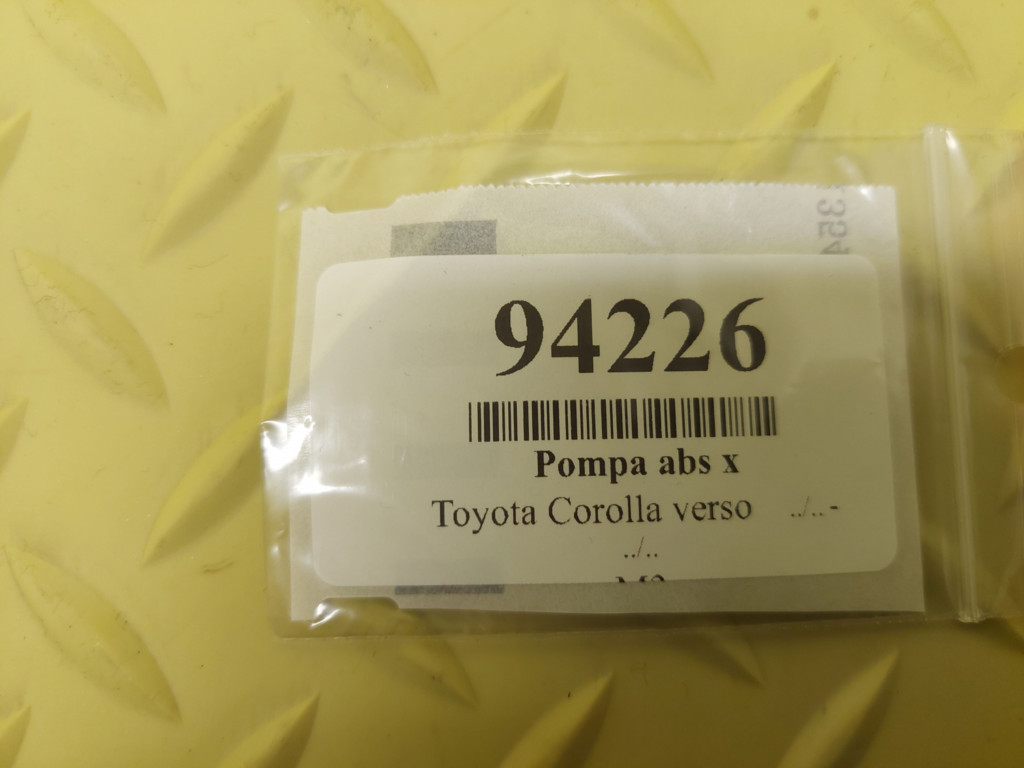 94226
Pompa abs x
Toyota Corolla verso ../..-
../..